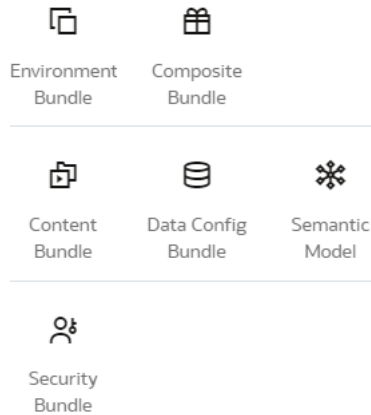 Environment
Bundle
Composite
Bundle
Content
Bundle
Data Config
Bundle
Semantic
Model
Security
Bundle